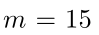 m = 15